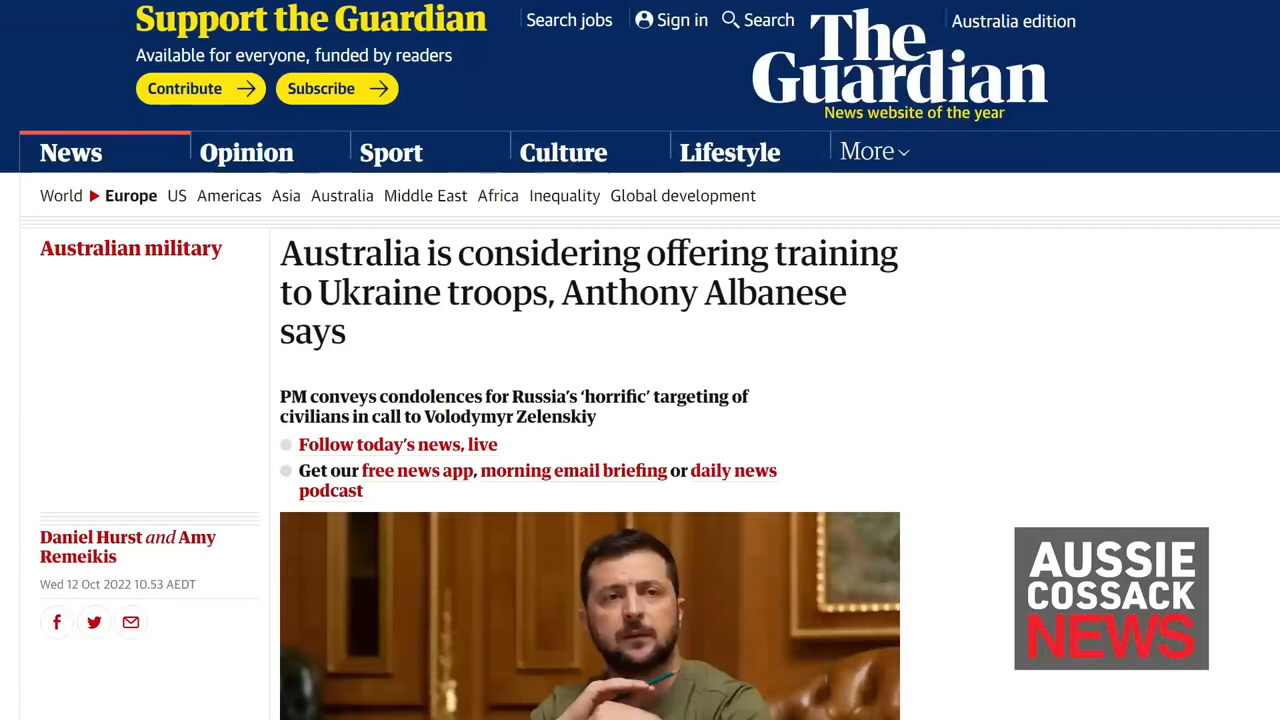 Support the Guardian
Available for everyone, funded by readers
Contribute
Subscribe
Search jobs
Sign in
Search
Australia edition
The
Guardian
News website of the year
News
Opinion
Sport
Culture
Lifestyle
More
World
Europe
US
Americas
Asia
Australia
Middle East
Africa
Inequality
Global development
Australian military
Australia is considering offering training
to Ukraine troops, Anthony Albanese
says
PM conveys condolences for Russia's ‘horrific’ targeting of
civilians in call to Volodymyr Zelenskiy
Follow today's news, live
Get our free news app, morning email briefing or daily news
podcast
Daniel Hurst and Amy
Remeikis
Wed 12 Oct 2022 10.53 AEDT
AUSSIE
COSSACK
NEWS